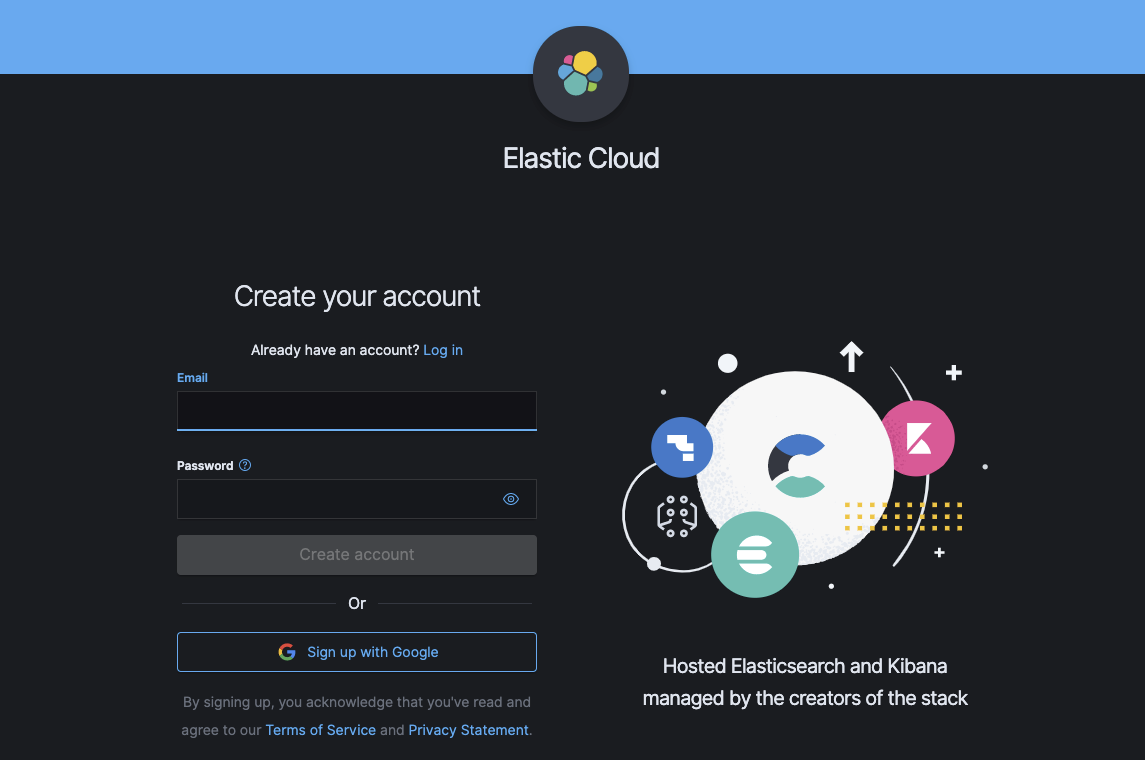 Elastic Cloud
Create your account
Already have an account? Log in
Email
Password
Create account
Or
Sign up with Google
By signing up, you acknowledge that you've read and
agree to our Terms of Service and Privacy Statement.
Hosted Elasticsearch and Kibana
managed by the creators of the stack